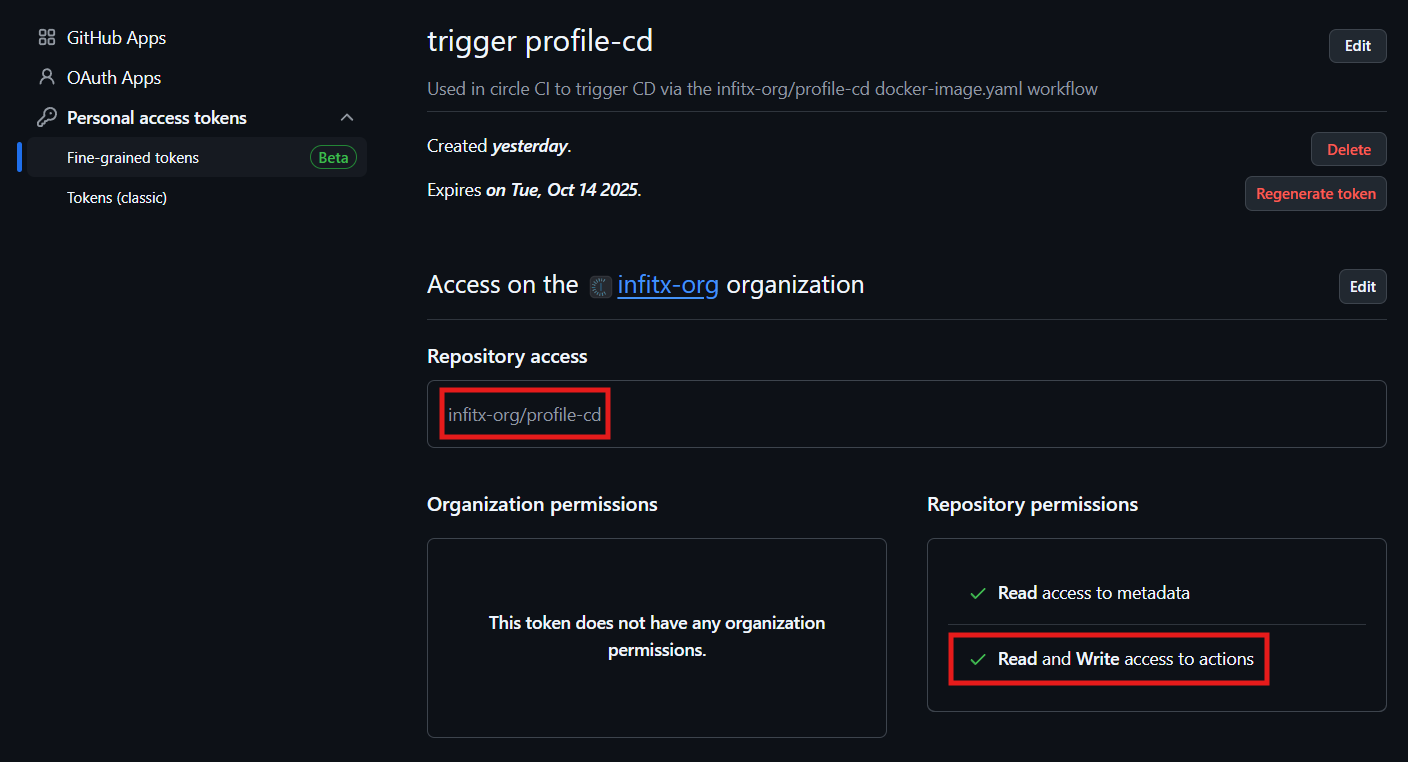 GitHub Apps
OAuth Apps
Personal access tokens
Fine-grained tokens Beta
Tokens (classic)
trigger profile-cd
Edit
Used in circle CI to trigger CD via the infitx-org/profile-cd docker-image.yaml workflow
Created yesterday.
Delete
Expires on Tue, Oct 14 2025.
Regenerate token
Access on the infitx-org organization
Edit
Repository access
infitx-org/profile-cd
Organization permissions
This token does not have any organization
permissions.
Repository permissions
Read access to metadata
Read and Write access to actions